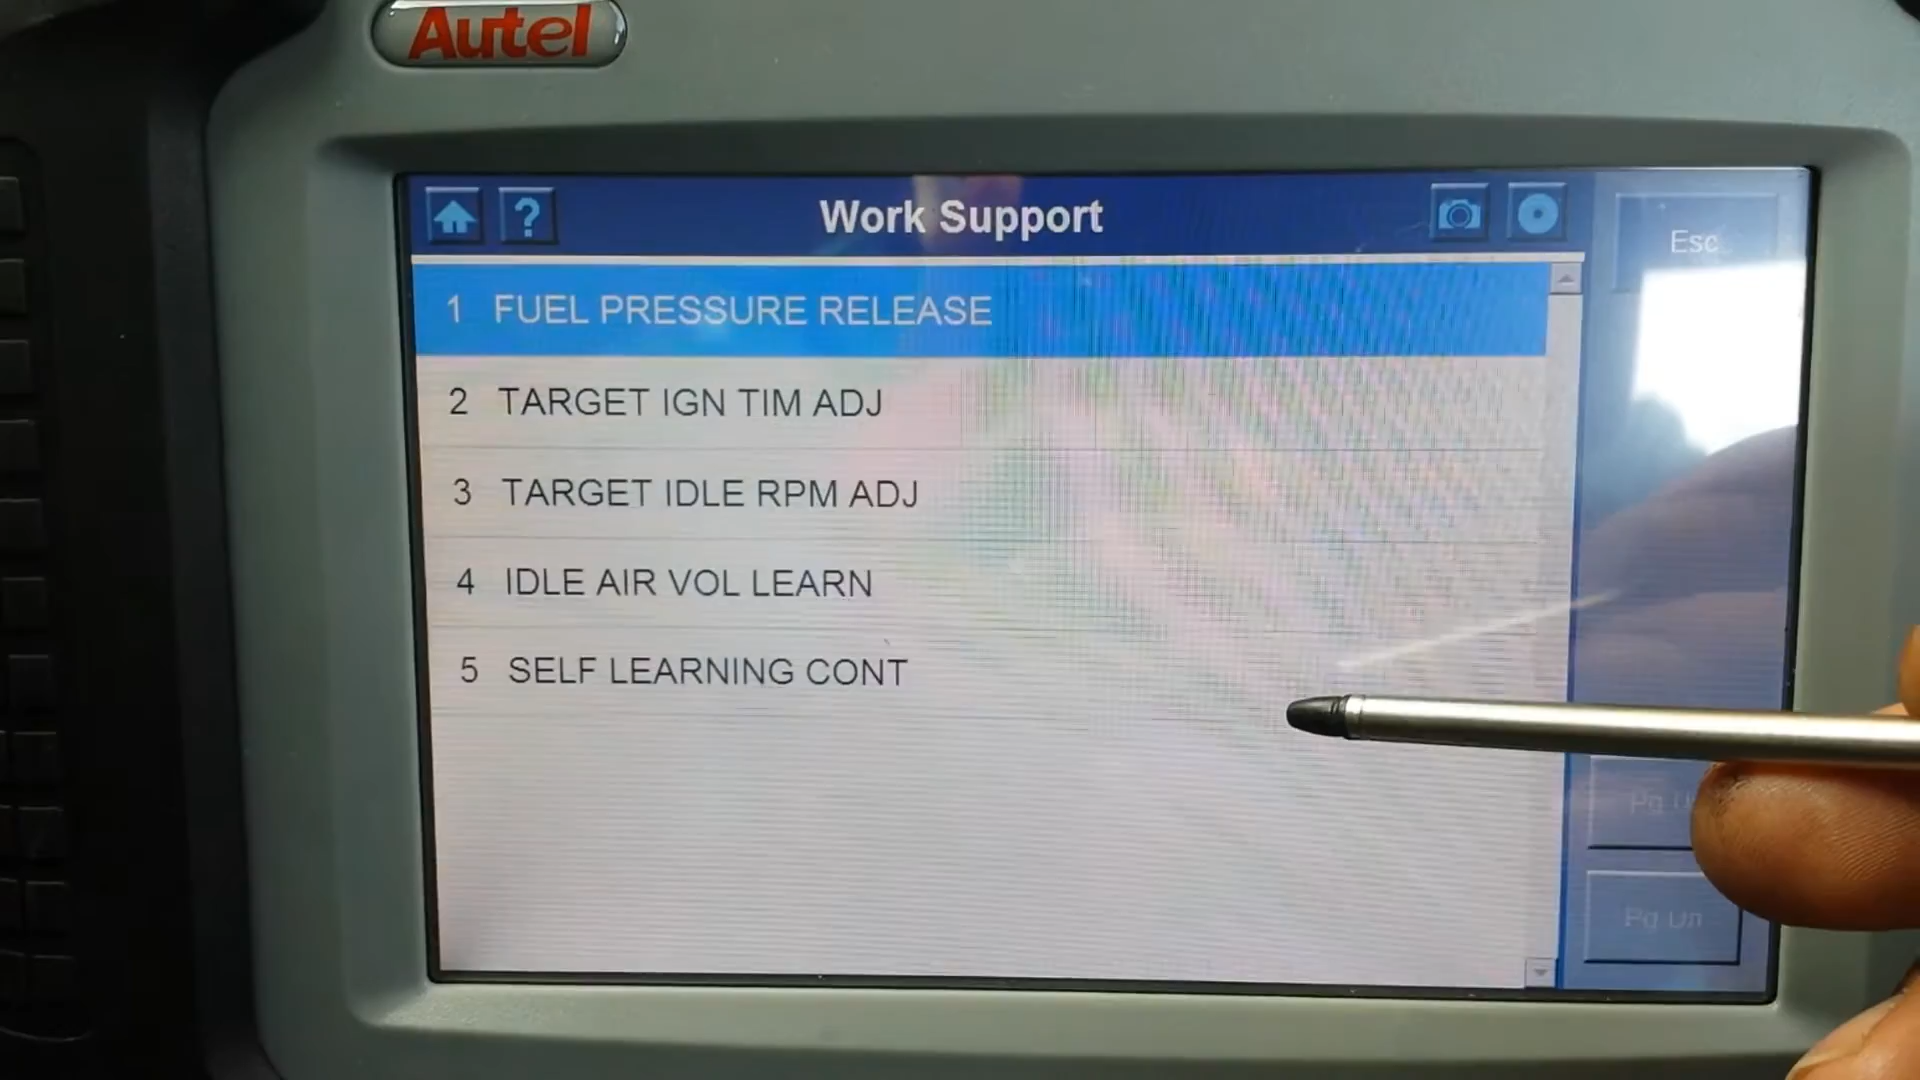 Autel
?
Work Support
Esc
1 FUEL PRESSURE RELEASE
2 TARGET IGN TIM ADJ
3 TARGET IDLE RPM ADJ
4 IDLE AIR VOL LEARN
5 SELF LEARNING CONT
Pg
Pg